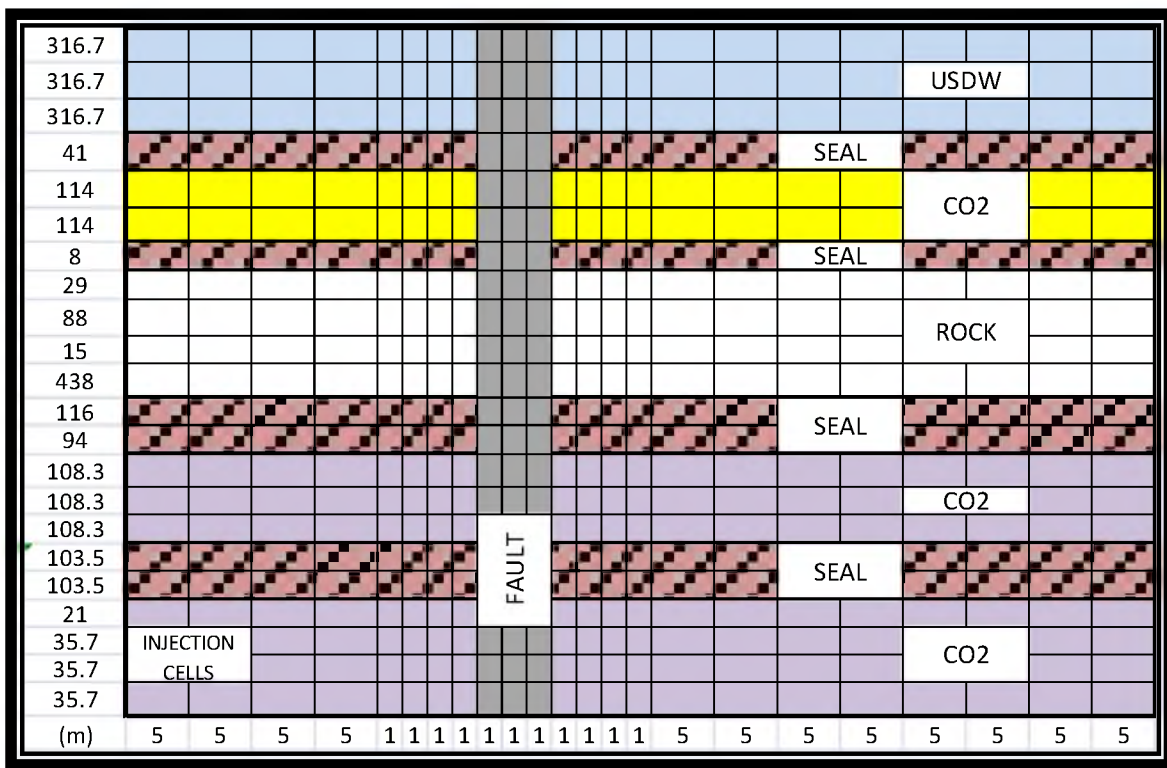 316.7
316.7 USDW
316.7
41 SEAL
114
CO2
114
8 SEAL
29
88
ROCK
15
438
116
SEAL
94
108.3
108.3 CO2
108.3
FAULT
103.5
SEAL
103.5
21
35.7 INJECTION
CO2
35.7 CELLS
35.7
(m) 5 5 5 5 1 1 1 1 1 1 1 1 1 1 1 5 5 5 5 5 5 5 5